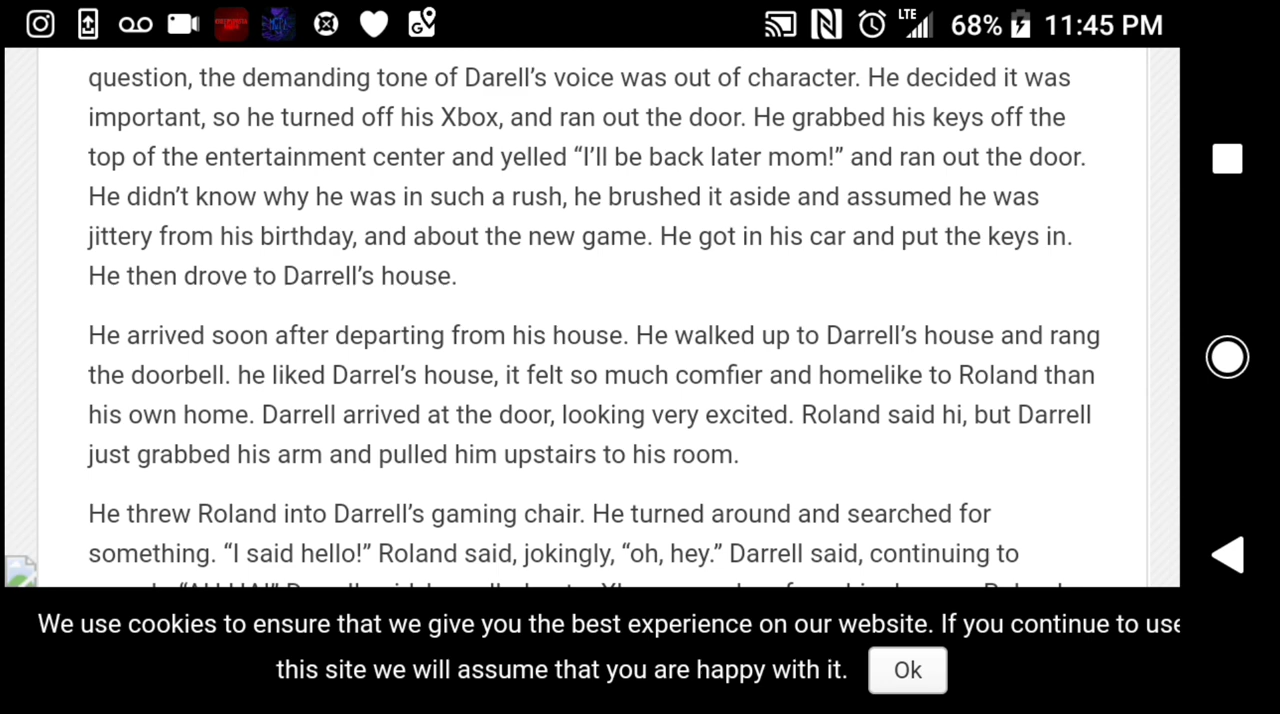 LTE 68% 11:45 PM
question, the demanding tone of Darell’s voice was out of character. He decided it was
important, so he turned off his Xbox, and ran out the door. He grabbed his keys off the
top of the entertainment center and yelled “I’ll be back later mom!” and ran out the door.
He didn’t know why he was in such a rush, he brushed it aside and assumed he was
jittery from his birthday, and about the new game. He got in his car and put the keys in.
He then drove to Darrell’s house.
He arrived soon after departing from his house. He walked up to Darrell’s house and rang
the doorbell. he liked Darrel’s house, it felt so much comfier and homelike to Roland than
his own home. Darrell arrived at the door, looking very excited. Roland said hi, but Darrell
just grabbed his arm and pulled him upstairs to his room.
He threw Roland into Darrell’s gaming chair. He turned around and searched for
something. “I said hello!” Roland said, jokingly, “oh, hey.” Darrell said, continuing to
We use cookies to ensure that we give you the best experience on our website. If you continue to use
this site we will assume that you are happy with it. Ok